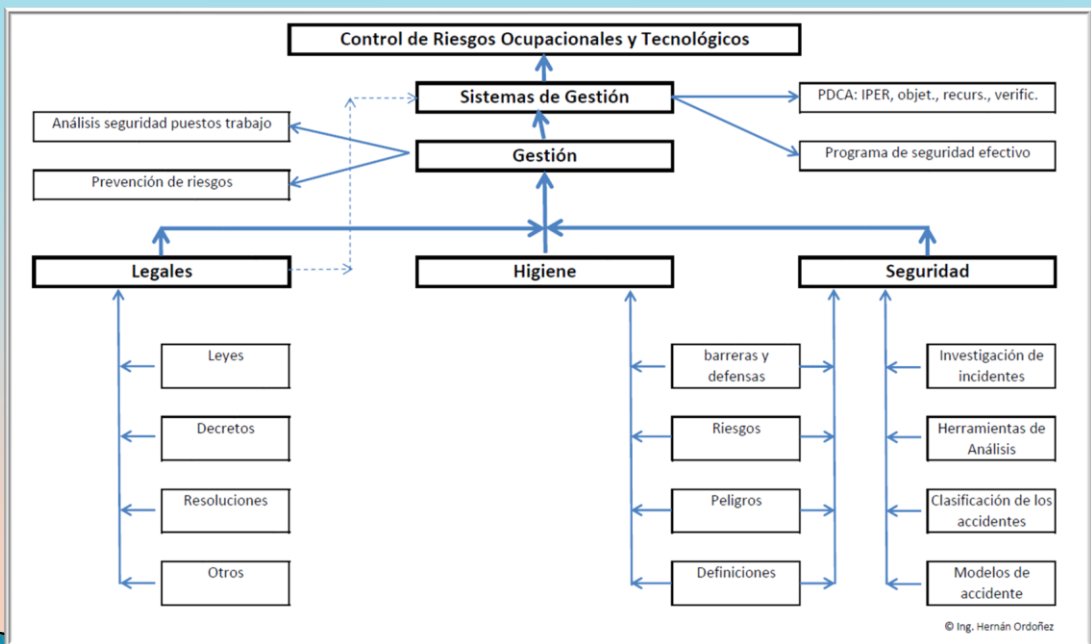 Control de Riesgos Ocupacionales y Tecnológicos
Sistemas de Gestión
PDCA: IPER, objet., recurs., verific.
Análisis seguridad puestos trabajo
Gestión
Programa de seguridad efectivo
Prevención de riesgos
Legales
Higiene
Seguridad
Leyes
barreras y
defensas
Investigación de
incidentes
Decretos
Riesgos
Herramientas de
Análisis
Resoluciones
Peligros
Clasificación de los
accidentes
Otros
Definiciones
Modelos de
accidente
© Ing. Hernán Ordoñez